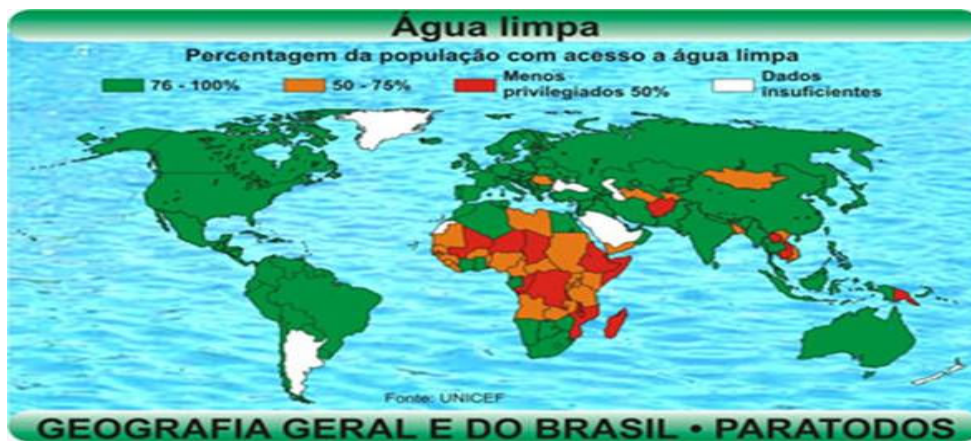 Água limpa
Percentagem da população com acesso a água limpa
76 - 100%
50 - 75%
Menos
privilegiados 50%
Dados
insuficientes
Fonte: UNICEF
GEOGRAFIA GERAL E DO BRASIL • PARATODOS